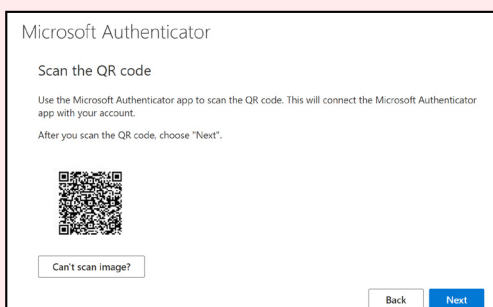 Microsoft Authenticator
Scan the QR code
Use the Microsoft Authenticator app to scan the QR code. This will connect the Microsoft Authenticator
app with your account.
After you scan the QR code, choose "Next".
Can't scan image?
Back Next